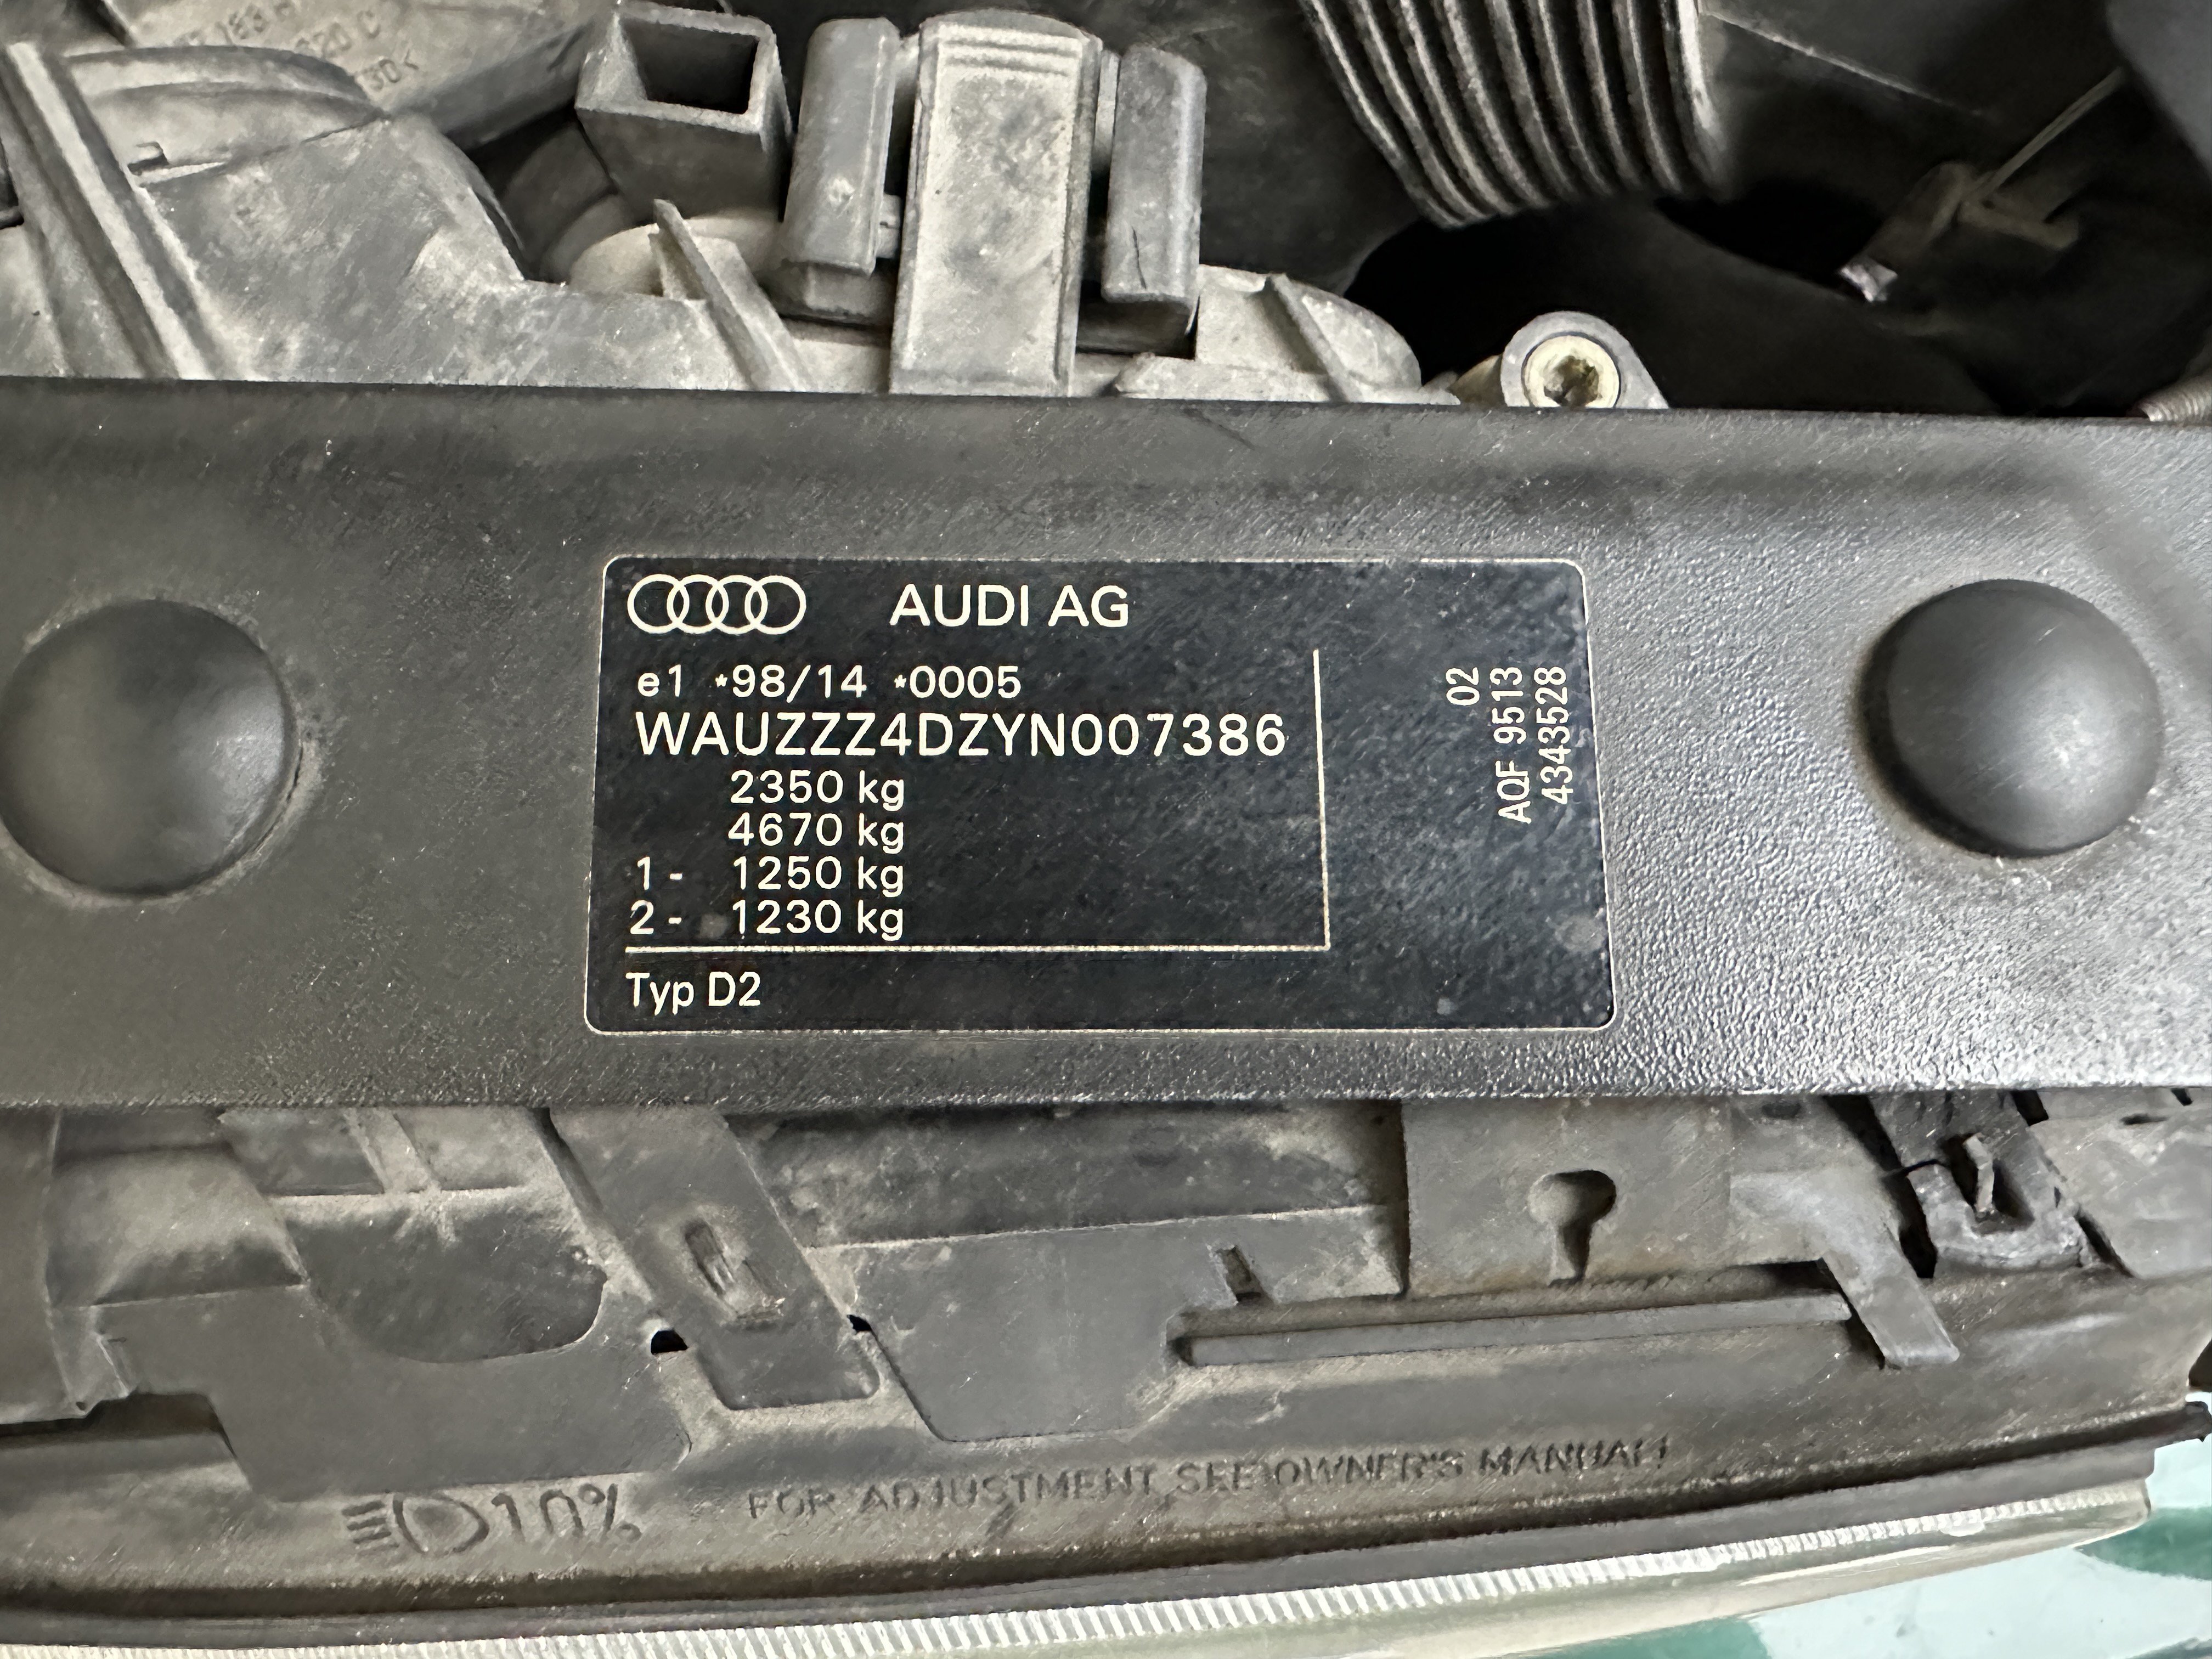 AUDI AG
e1 *98/14 *0005
WAUZZZ4DZYN007386
2350 kg
4670 kg
1- 1250 kg
2- 1230 kg
Typ D2
02
AQF 9513
4343528
10%
FOR ADJUSTMENT SEE OWNER'S MANUAL!